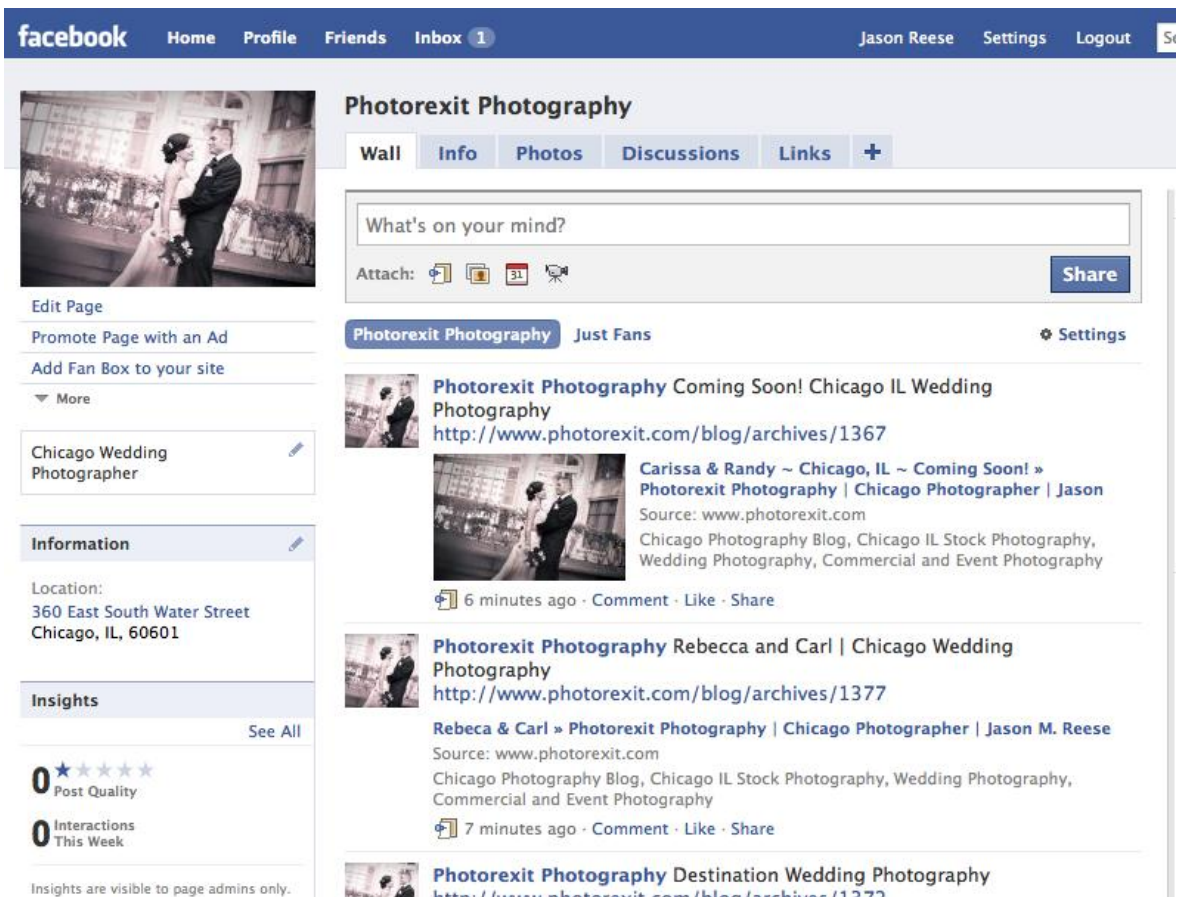 facebook Home Profile Friends Inbox 1 Jason Reese Settings Logout
Photorexit Photography
Wall Info Photos Discussions Links +
What's on your mind?
Attach: 31 Share
Edit Page
Promote Page with an Ad
Add Fan Box to your site
More
Chicago Wedding
Photographer
Information
Location:
360 East South Water Street
Chicago, IL, 60601
Insights
See All
0 Post Quality
0 Interactions
This Week
Insights are visible to page admins only.
Photorexit Photography Just Fans Settings
Photorexit Photography Coming Soon! Chicago IL Wedding
Photography
http://www.photorexit.com/blog/archives/1367
Carissa & Randy ~ Chicago, IL ~ Coming Soon! »
Photorexit Photography | Chicago Photographer | Jason
Source: www.photorexit.com
Chicago Photography Blog, Chicago IL Stock Photography,
Wedding Photography, Commercial and Event Photography
6 minutes ago · Comment · Like · Share
Photorexit Photography Rebecca and Carl | Chicago Wedding
Photography
http://www.photorexit.com/blog/archives/1377
Rebeca & Carl » Photorexit Photography | Chicago Photographer | Jason M. Reese
Source: www.photorexit.com
Chicago Photography Blog, Chicago IL Stock Photography, Wedding Photography,
Commercial and Event Photography
7 minutes ago · Comment · Like · Share
Photorexit Photography Destination Wedding Photography
http://www.photorexit.com/blog/archives/1372